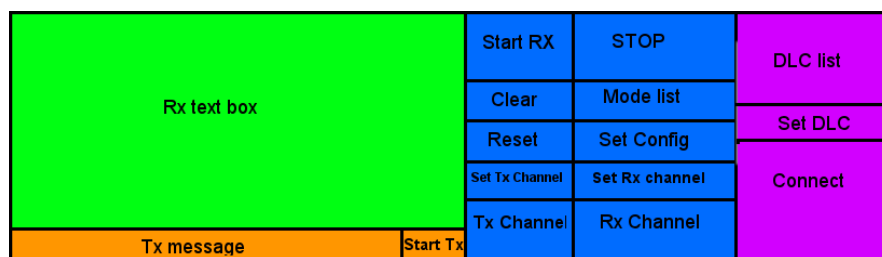 Rx text box
Tx message
Start Tx
Start RX
STOP
Clear
Mode list
Reset
Set Config
Set Tx Channel
Set Rx channel
Tx Channel
Rx Channel
DLC list
Set DLC
Connect